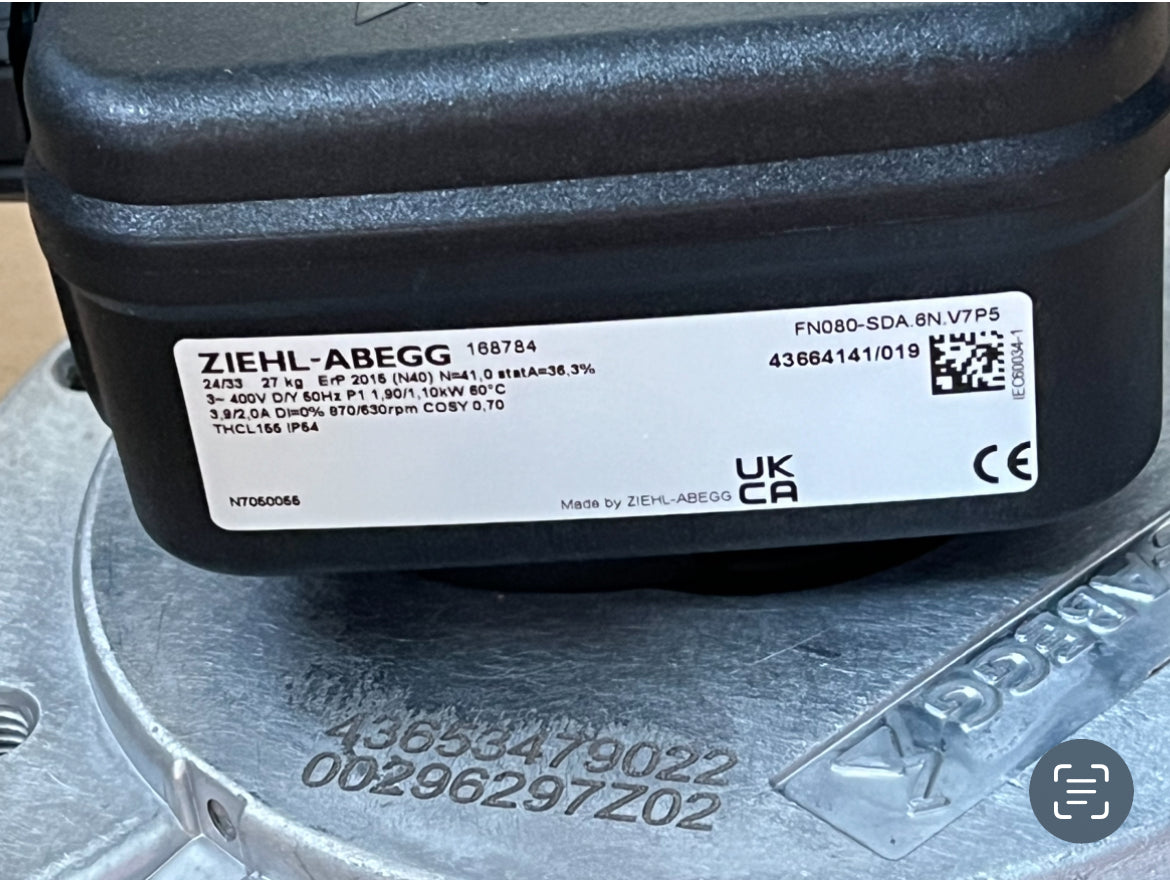 ZIEHL-ABEGG 168784
24/33 27 kg ErP 2015 (N40) N=41,0 statA=36,3%
3~ 400V D/Y 50Hz P1 1,90/1,10kW 60°C
3,9/2,0A DI=0% 870/630rpm COSY 0,70
THCL155 IP54
N7050055
FN080-SDA.6N.V7P5
43664141/019
IEC60034-1
Made by ZIEHL-ABEGG
UK
CA
CE
43653479022
00296297Z02